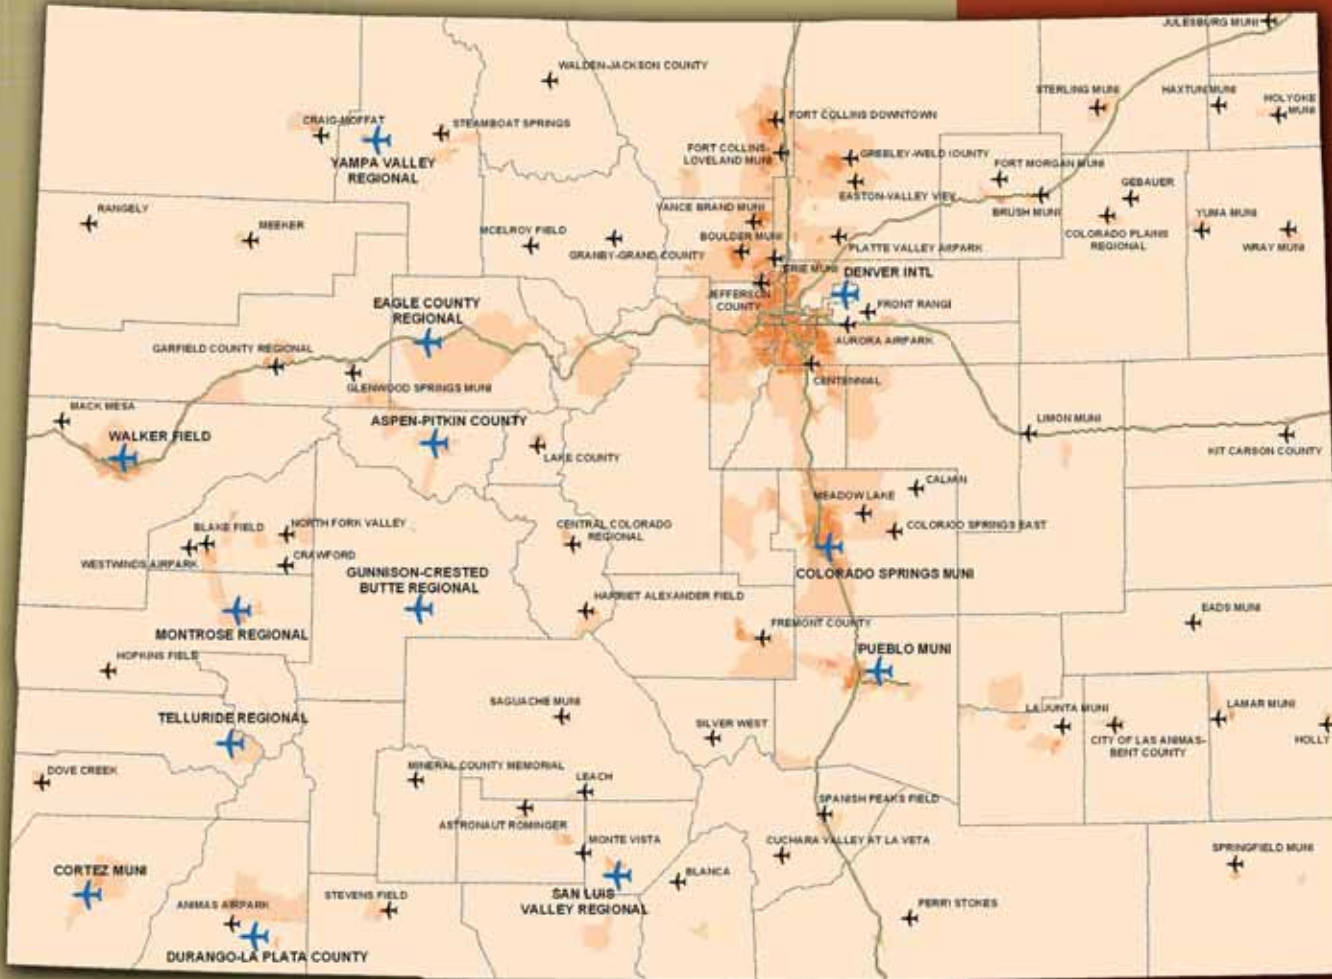 JULESBURG MUNI
WALDEN-JACKSON COUNTY
STERLING MUNI
HAXTUN MUNI
HOLYOKE
MUNI
CRAIG-MOFFAT
STEAMBOAT SPRINGS
YAMPA VALLEY
REGIONAL
FORT COLLINS DOWNTOWN
FORT COLLINS-
LOVELAND MUNI
GREELEY-WELD COUNTY
FORT MORGAN MUNI
EASTON-VALLEY VIEW
BRUSH MUNI
GEBAUER
COLORADO PLAINS
REGIONAL
YUMA MUNI
WRAY MUNI
RANGELY
MEEKER
MCELROY FIELD
GRANBY-GRAND COUNTY
VANCE BRAND MUNI
BOULDER MUNI
PLATTE VALLEY AIRPARK
ERIE MUNI
DENVER INTL
JEFFERSON
COUNTY
FRONT RANGE
AURORA AIRPARK
CENTENNIAL
EAGLE COUNTY
REGIONAL
GARFIELD COUNTY REGIONAL
GLENWOOD SPRINGS MUNI
MACK MESA
WALKER FIELD
ASPEN-PITKIN COUNTY
LAKE COUNTY
LIMON MUNI
KIT CARSON COUNTY
CALHAN
MEADOW LAKE
COLORADO SPRINGS EAST
COLORADO SPRINGS MUNI
BLAKE FIELD
NORTH FORK VALLEY
WESTWINDS AIRPARK
CRAWFORD
CENTRAL COLORADO
REGIONAL
GUNNISON-CRESTED
BUTTE REGIONAL
HARRIET ALEXANDER FIELD
MONTROSE REGIONAL
FREMONT COUNTY
EADS MUNI
PUEBLO MUNI
HOPKINS FIELD
TELLURIDE REGIONAL
SAGUACHE MUNI
SILVER WEST
LA JUNTA MUNI
CITY OF LAS ANIMAS-
BENT COUNTY
LAMAR MUNI
HOLLY
DOVE CREEK
MINERAL COUNTY MEMORIAL
LEACH
ASTRONAUT ROMINGER
SPANISH PEAKS FIELD
MONTE VISTA
CUCHARA VALLEY AT LA VETA
SPRINGFIELD MUNI
CORTEZ MUNI
ANIMAS AIRPARK
STEVENS FIELD
SAN LUIS
VALLEY REGIONAL
BLANCA
PERRI STOKES
DURANGO-LA PLATA COUNTY